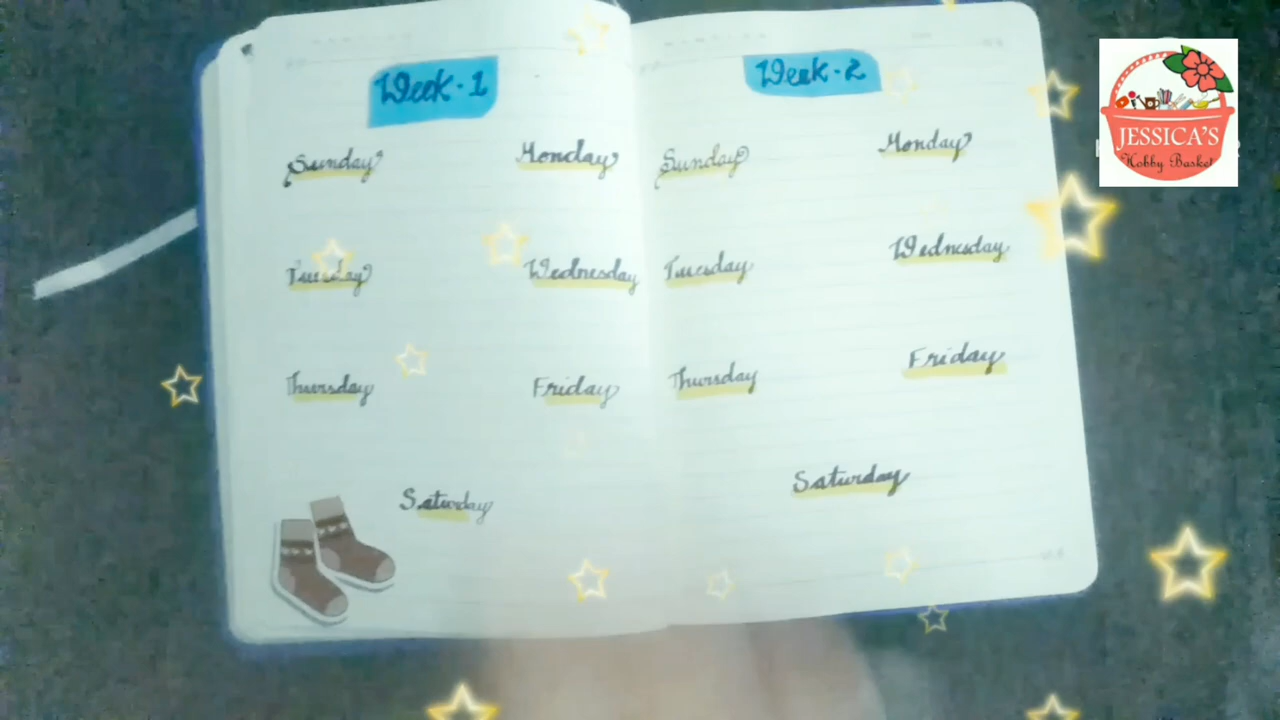 Week-1
Sunday
Monday
Tuesday
Wednesday
Thursday
Friday
Saturday
Week-2
Sunday
Monday
Tuesday
Wednesday
Thursday
Friday
Saturday
JESSICA'S
Hobby Basket